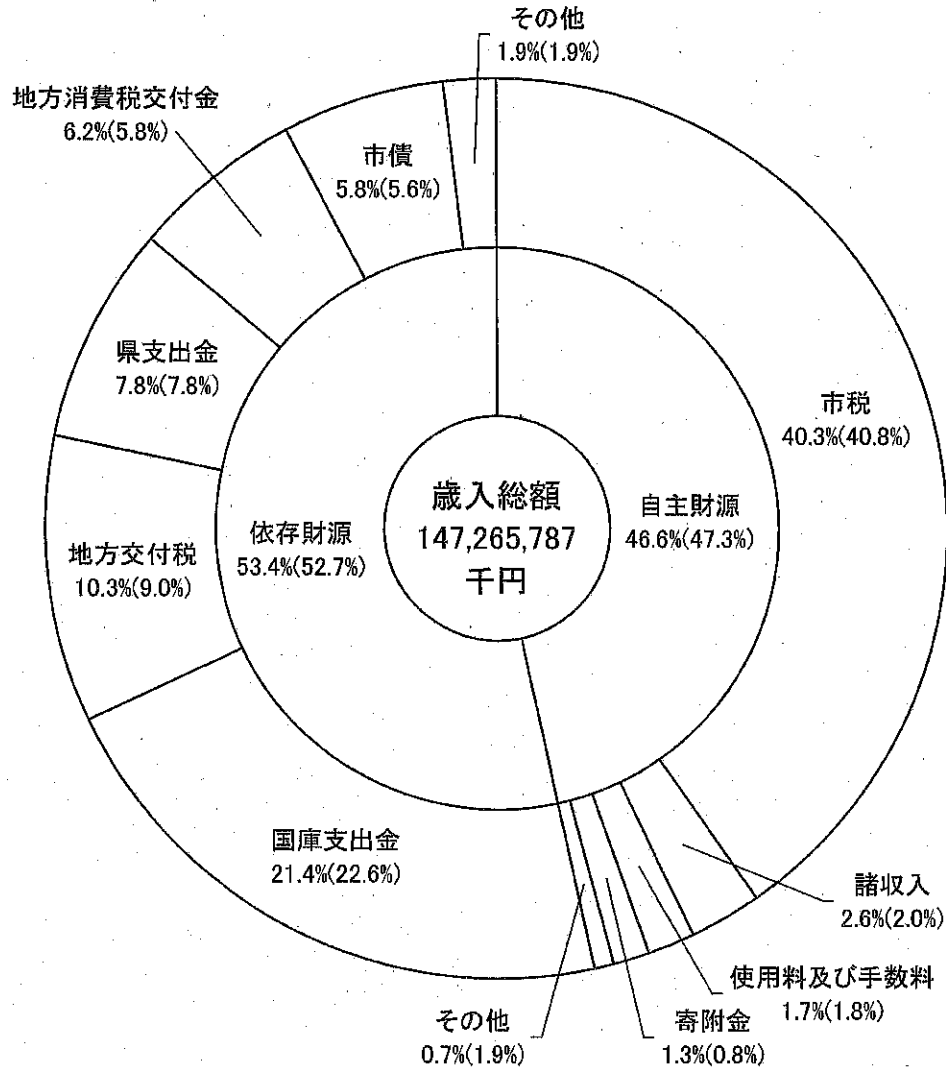 その他
1.9%(1.9%)
地方消費税交付金
6.2%(5.8%)
市債
5.8%(5.6%)
県支出金
7.8%(7.8%)
市税
40.3%(40.8%)
歳入総額
147,265,787
千円
自主財源
46.6%(47.3%)
依存財源
53.4%(52.7%)
地方交付税
10.3%(9.0%)
国庫支出金
21.4%(22.6%)
諸収入
2.6%(2.0%)
使用料及び手数料
1.7%(1.8%)
寄附金
1.3%(0.8%)
その他
0.7%(1.9%)